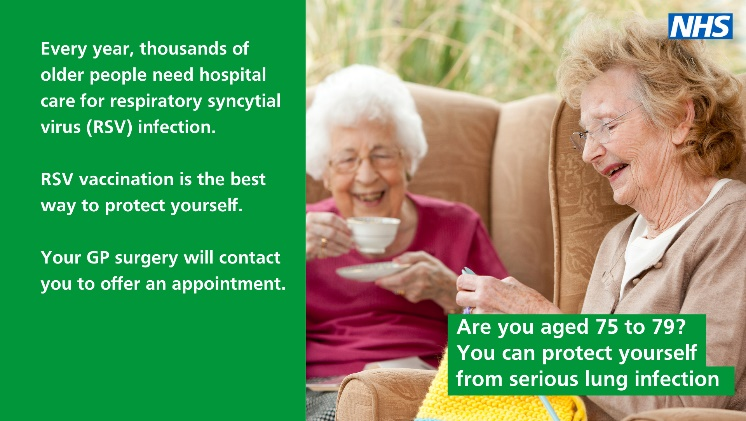 Every year, thousands of
older people need hospital
care for respiratory syncytial
virus (RSV) infection.
RSV vaccination is the best
way to protect yourself.
Your GP surgery will contact
you to offer an appointment.
NHS
Are you aged 75 to 79?
You can protect yourself
from serious lung infection